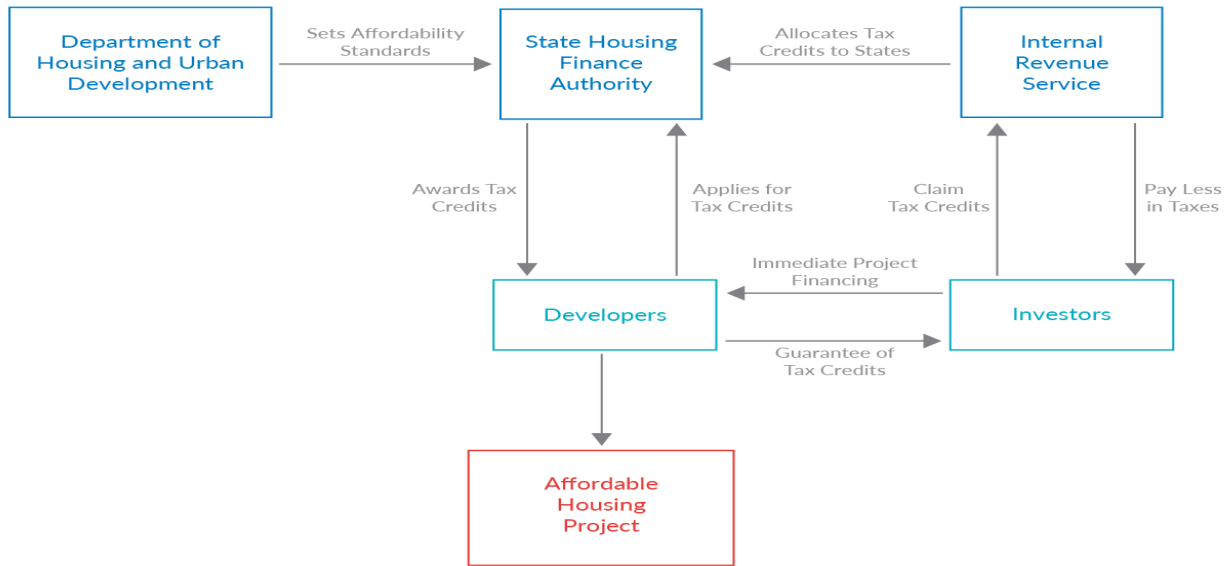 Department of
Housing and Urban
Development
Sets Affordability
Standards
State Housing
Finance
Authority
Allocates Tax
Credits to States
Internal
Revenue
Service
Awards Tax
Credits
Applies for
Tax Credits
Claim
Tax Credits
Pay Less
in Taxes
Immediate Project
Financing
Developers
Investors
Guarantee of
Tax Credits
Affordable
Housing
Project